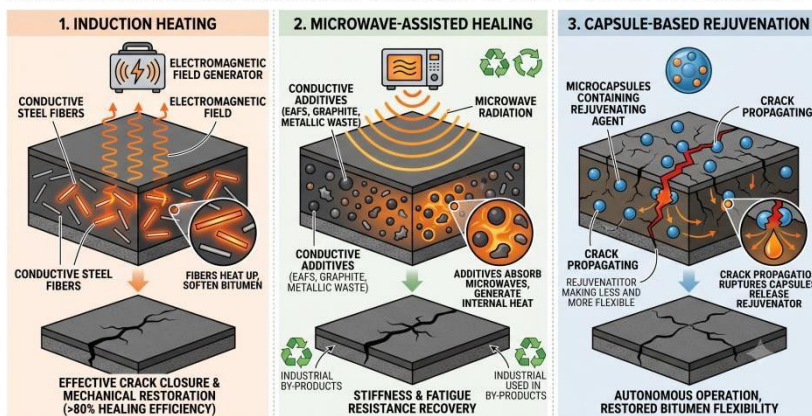 1. INDUCTION HEATING
ELECTROMAGNETIC
FIELD GENERATOR
CONDUCTIVE
STEEL FIBERS
ELECTROMAGNETIC
FIELD
CONDUCTIVE STEEL
FIBERS
FIBERS HEAT UP,
SOFTEN BITUMEN
EFFECTIVE CRACK CLOSURE &
MECHANICAL RESTORATION
(>80% HEALING EFFICIENCY)
2. MICROWAVE-ASSISTED HEALING
CONDUCTIVE
ADDITIVES
(EAFS, GRAPHITE,
METALLIC WASTE)
MICROWAVE
RADIATION
CONDUCTIVE
ADDITIVES
(EAFS, GRAPHITE,
METALLIC WASTE)
ADDITIVES ABSORB
MICROWAVES,
GENERATE
INTERNAL HEAT
INDUSTRIAL
BY-PRODUCTS
INDUSTRIAL
USED IN
BY-PRODUCTS
STIFFNESS & FATIGUE
RESISTANCE RECOVERY
3. CAPSULE-BASED REJUVENATION
MICROCAPSULES
CONTAINING
REJUVENATING
AGENT
CRACK
PROPAGATING
CRACK
PROPAGATING
REJUVENATITOR
MAKING LESS AND
MORE FLEXIBLE
CRACK PROPAGATIO
RUPTURES CAPSULE
RELEASE
REJUVENATOR
AUTONOMOUS OPERATION,
RESTORED BITUMEN FLEXIBILITY